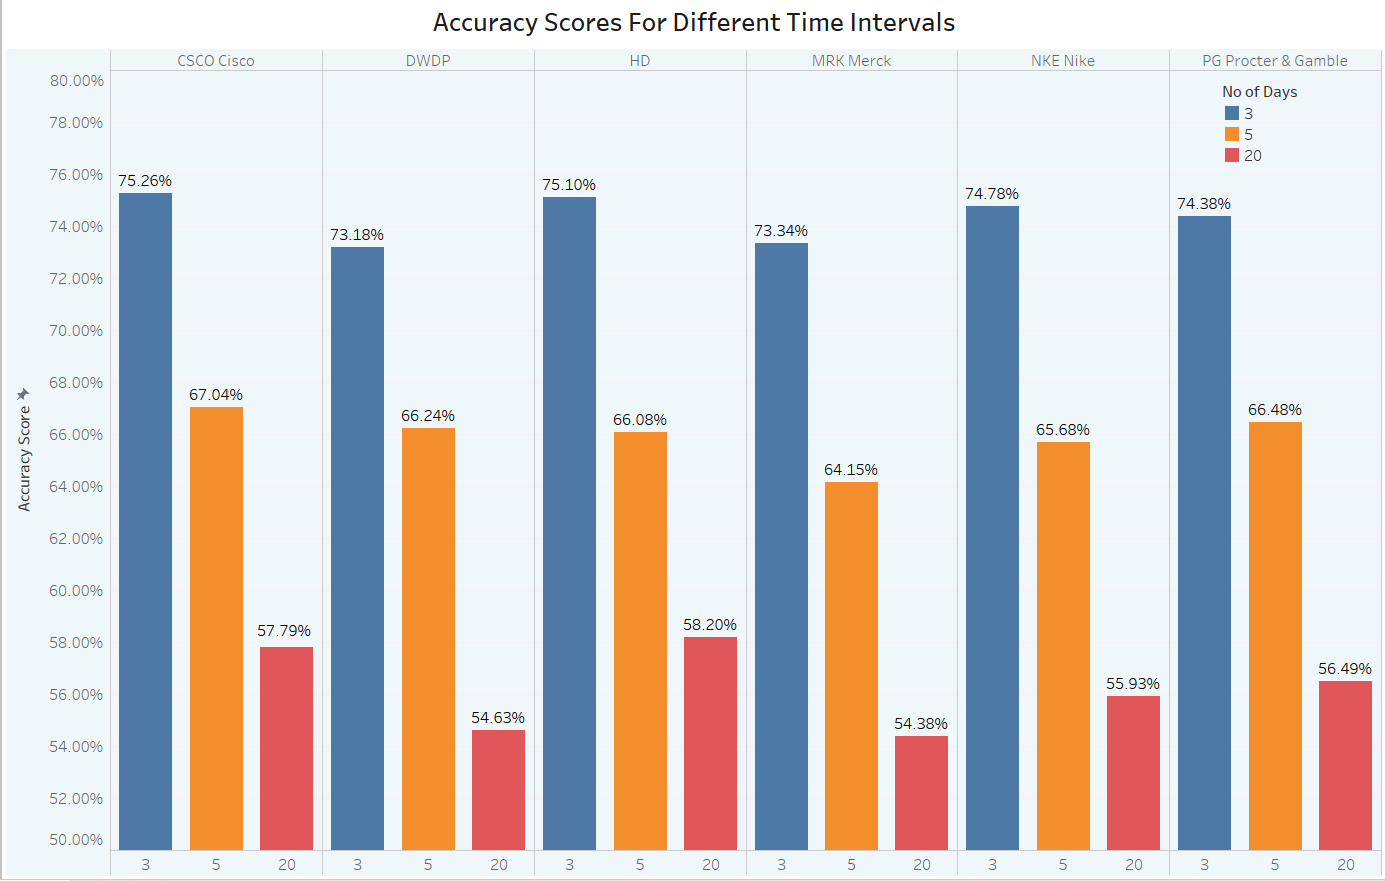 Accuracy Scores For Different Time Intervals
CSCO Cisco DWDP HD MRK Merck NKE Nike PG Procter & Gamble
No of Days
3
5
20
Accuracy Score
80.00%
78.00%
76.00%
74.00%
72.00%
70.00%
68.00%
66.00%
64.00%
62.00%
60.00%
58.00%
56.00%
54.00%
52.00%
50.00%
75.26% 67.04% 57.79%
73.18% 66.24% 54.63%
75.10% 66.08% 58.20%
73.34% 64.15% 54.38%
74.78% 65.68% 55.93%
74.38% 66.48% 56.49%
3 5 20 3 5 20 3 5 20 3 5 20 3 5 20 3 5 20